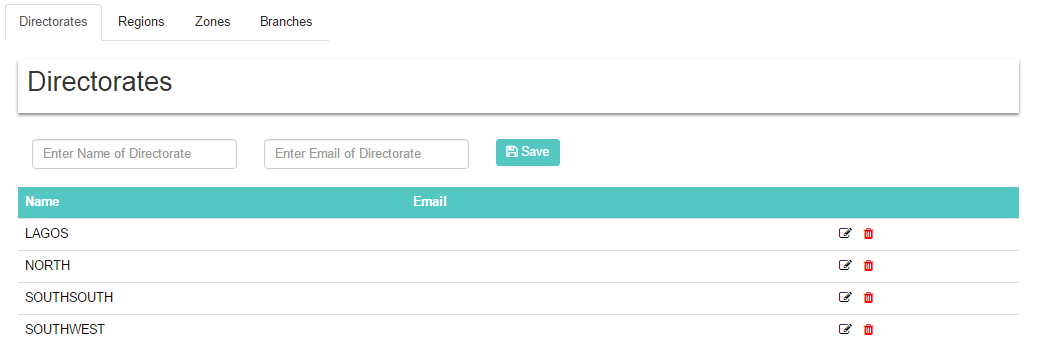 Directorates Regions Zones Branches
Directorates
Enter Name of Directorate Enter Email of Directorate Save
Name Email
LAGOS
NORTH
SOUTHSOUTH
SOUTHWEST